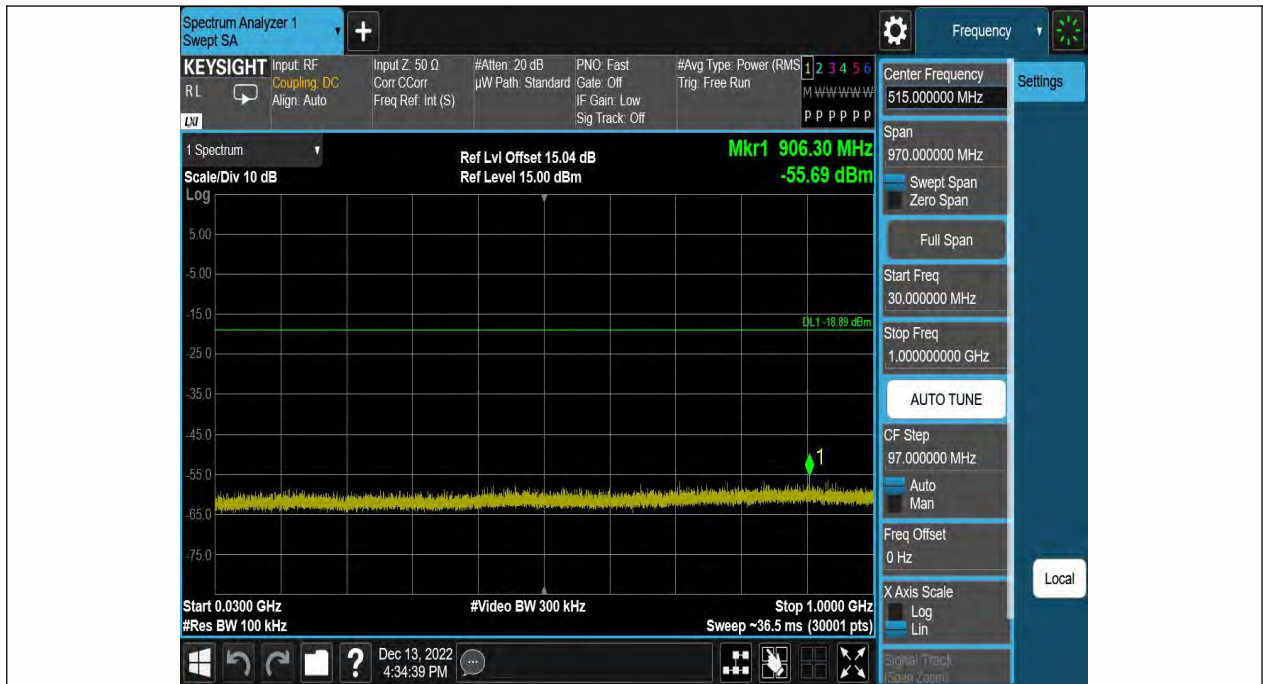 Spectrum Analyzer 1
Swept SA
+
Frequency
KEYSIGHT
R L
LXI
Input: RF
Coupling: DC
Align: Auto
Input Z: 50 Ω
Corr CCorr
Freq Ref: Int (S)
#Atten: 20 dB
µW Path: Standard
PNO: Fast
Gate: Off
IF Gain: Low
Sig Track: Off
#Avg Type: Power (RMS
Trig: Free Run
1 2 3 4 5 6
M W W W W W
P P P P P P
Center Frequency
515.000000 MHz
Settings
Span
970.000000 MHz
Swept Span
Zero Span
Full Span
Start Freq
30.000000 MHz
Stop Freq
1.000000000 GHz
AUTO TUNE
CF Step
97.000000 MHz
Auto
Man
Freq Offset
0 Hz
X Axis Scale
Log
Lin
Signal Track
(Span Zoom)
Local
1 Spectrum
Scale/Div 10 dB
Ref Lvl Offset 15.04 dB
Ref Level 15.00 dBm
Mkr1 906.30 MHz
-55.69 dBm
Log
5.00
-5.00
-15.0
DL1 -18.89 dBm
-25.0
-35.0
-45.0
1
-55.0
-65.0
-75.0
Start 0.0300 GHz
#Res BW 100 kHz
#Video BW 300 kHz
Stop 1.0000 GHz
Sweep ~36.5 ms (30001 pts)
?
Dec 13, 2022
4:34:39 PM